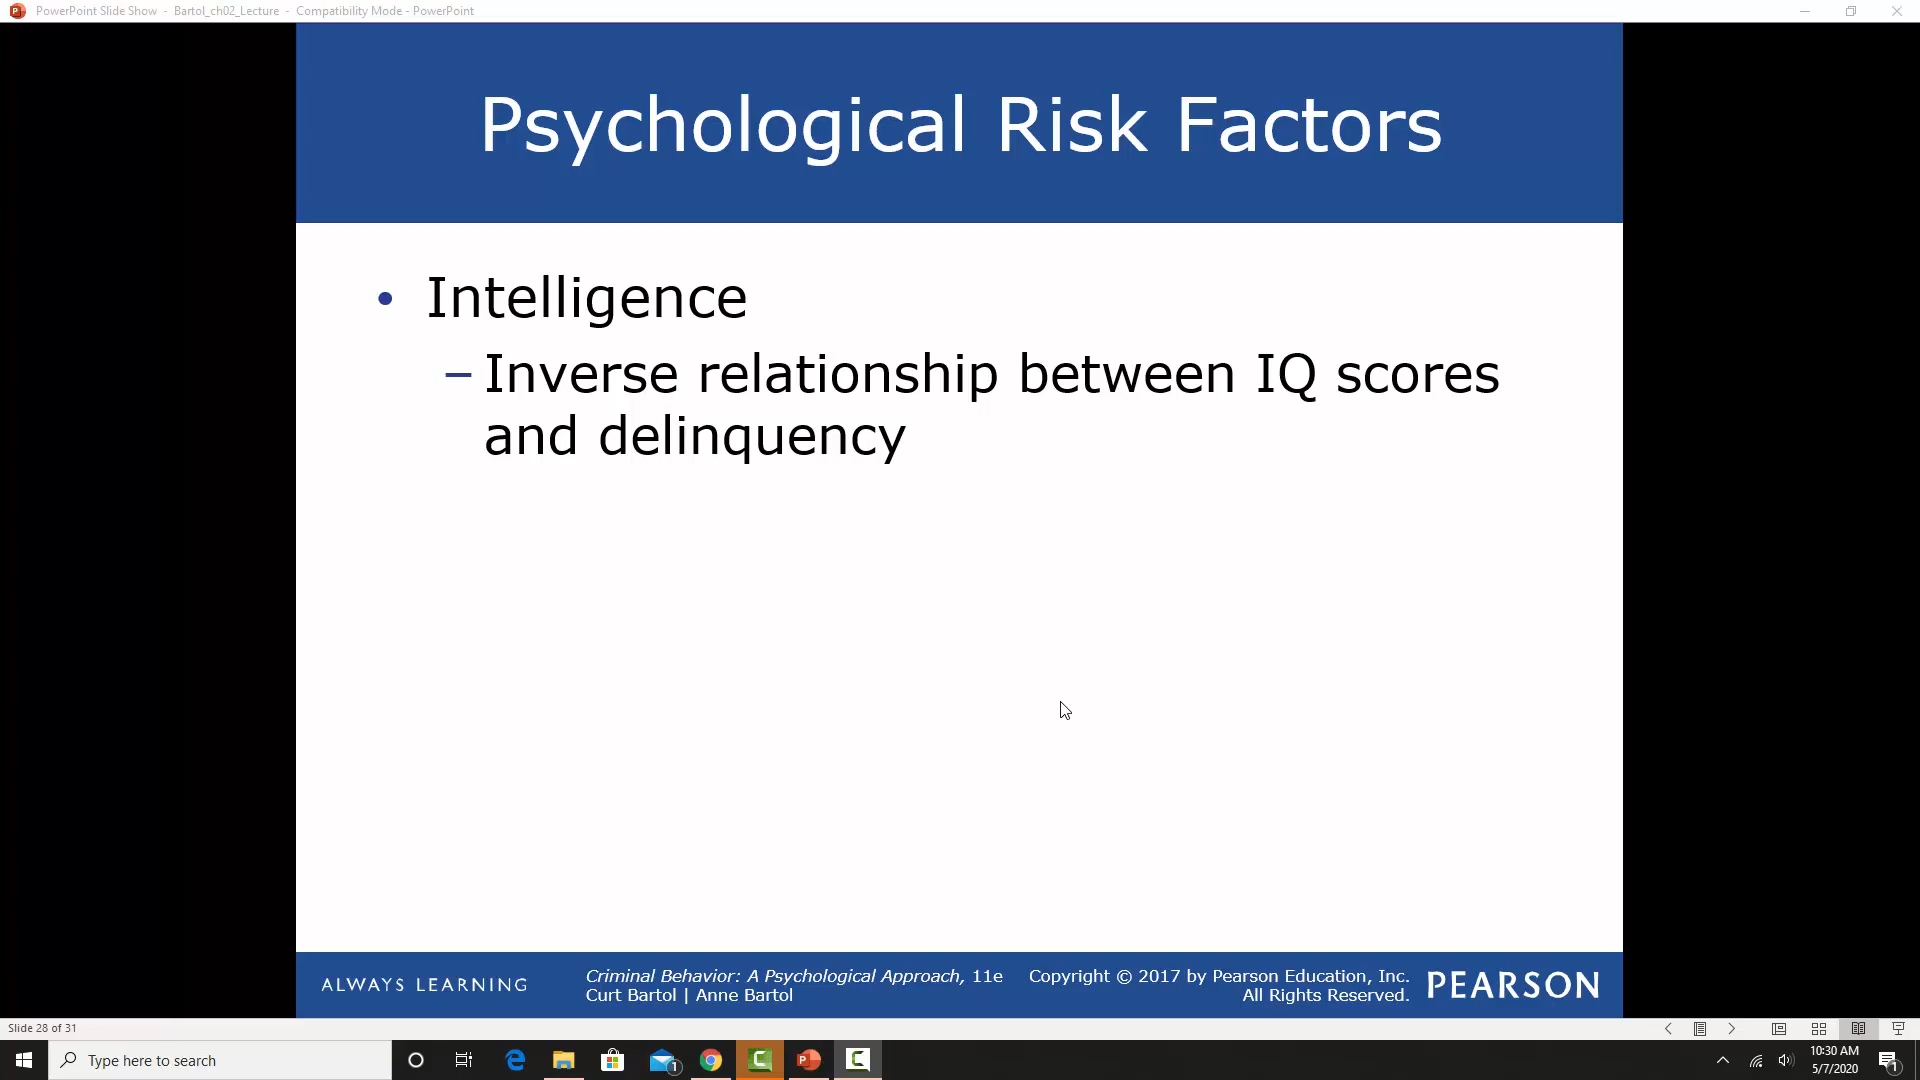 PowerPoint Slide Show - Bartol_ch02_Lecture - Compatibility Mode - PowerPoint
Psychological Risk Factors
• Intelligence
– Inverse relationship between IQ scores
and delinquency
ALWAYS LEARNING
Criminal Behavior: A Psychological Approach, 11e
Curt Bartol | Anne Bartol
Copyright © 2017 by Pearson Education, Inc.
All Rights Reserved.
PEARSON
Slide 28 of 31
Type here to search
1
10:30 AM
5/7/2020
1